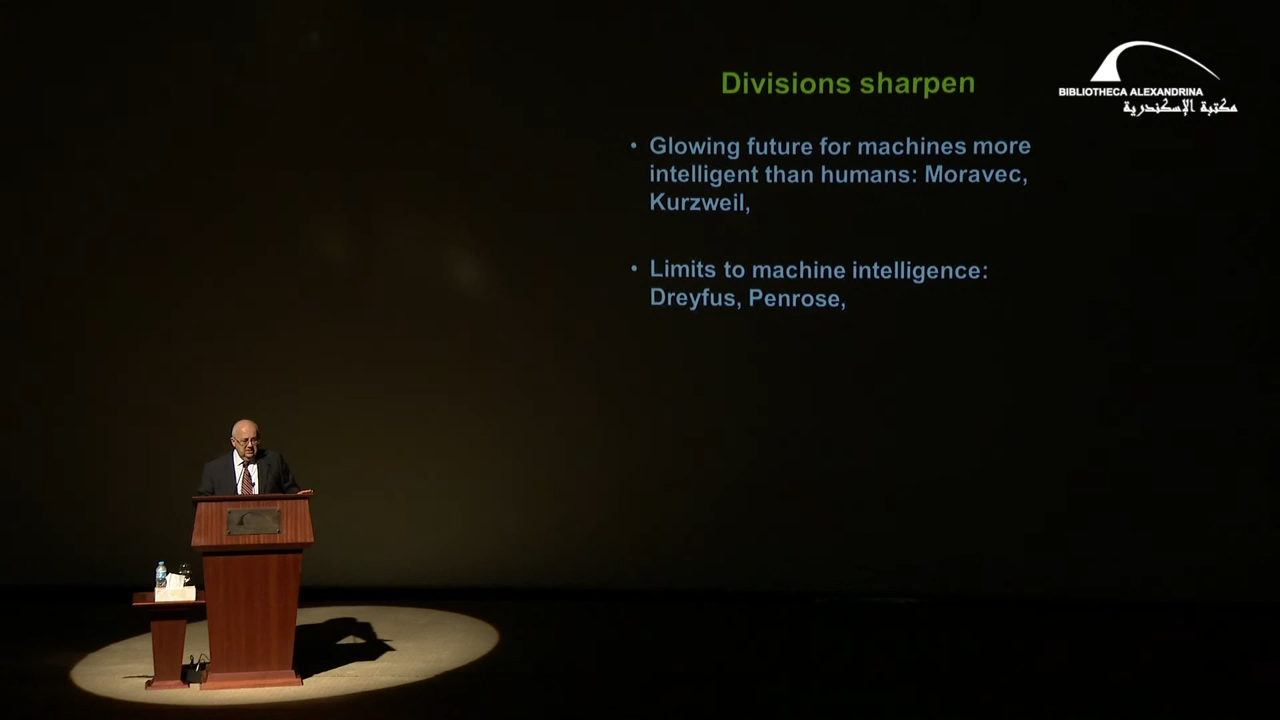 Divisions sharpen
BIBLIOTHECA ALEXANDRINA
مكتبة الإسكندرية
• Glowing future for machines more
intelligent than humans: Moravec,
Kurzweil,
• Limits to machine intelligence:
Dreyfus, Penrose,